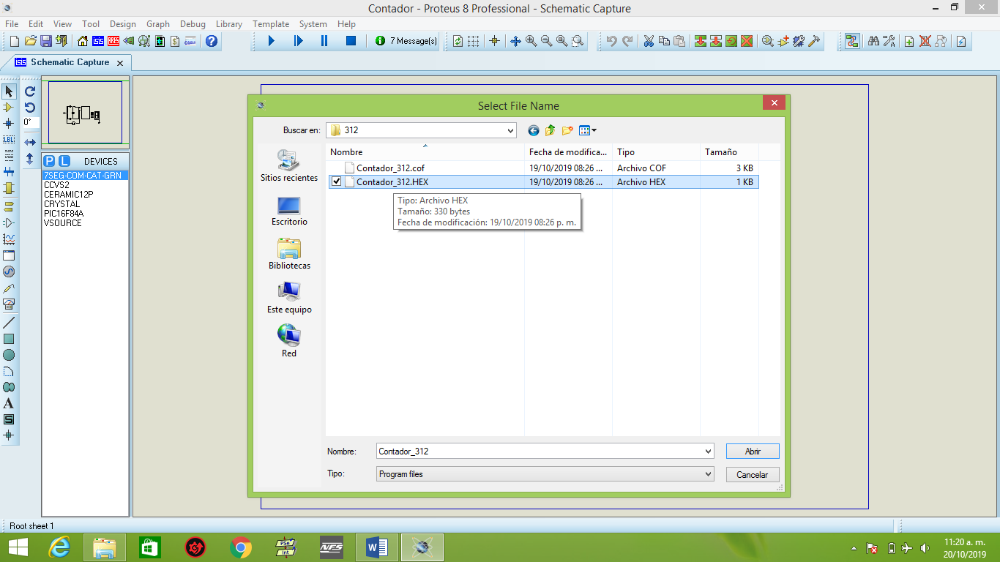 Contador - Proteus 8 Professional - Schematic Capture
File Edit View Tool Design Graph Debug Library Template System Help
7 Message(s)
Schematic Capture
0°
LBL
P L DEVICES
7SEG-COM-CAT-GRN
CCVS2
CERAMIC12P
CRYSTAL
PIC16F84A
VSOURCE
A
S
Select File Name
Buscar en: 312
Nombre Fecha de modifica... Tipo Tamaño
Contador_312.cof 19/10/2019 08:26 ... Archivo COF 3 KB
Contador_312.HEX 19/10/2019 08:26 ... Archivo HEX 1 KB
Tipo: Archivo HEX
Tamaño: 330 bytes
Fecha de modificación: 19/10/2019 08:26 p. m.
Sitios recientes
Escritorio
Bibliotecas
Este equipo
Red
Nombre: Contador_312 Abrir
Tipo: Program files Cancelar
Root sheet 1
PSe
Int
NFS
11:20 a. m.
20/10/2019